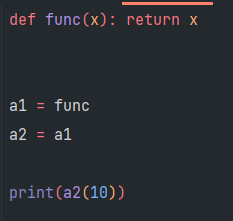 def func(x): return x
a1 = func
a2 = a1
print(a2(10))